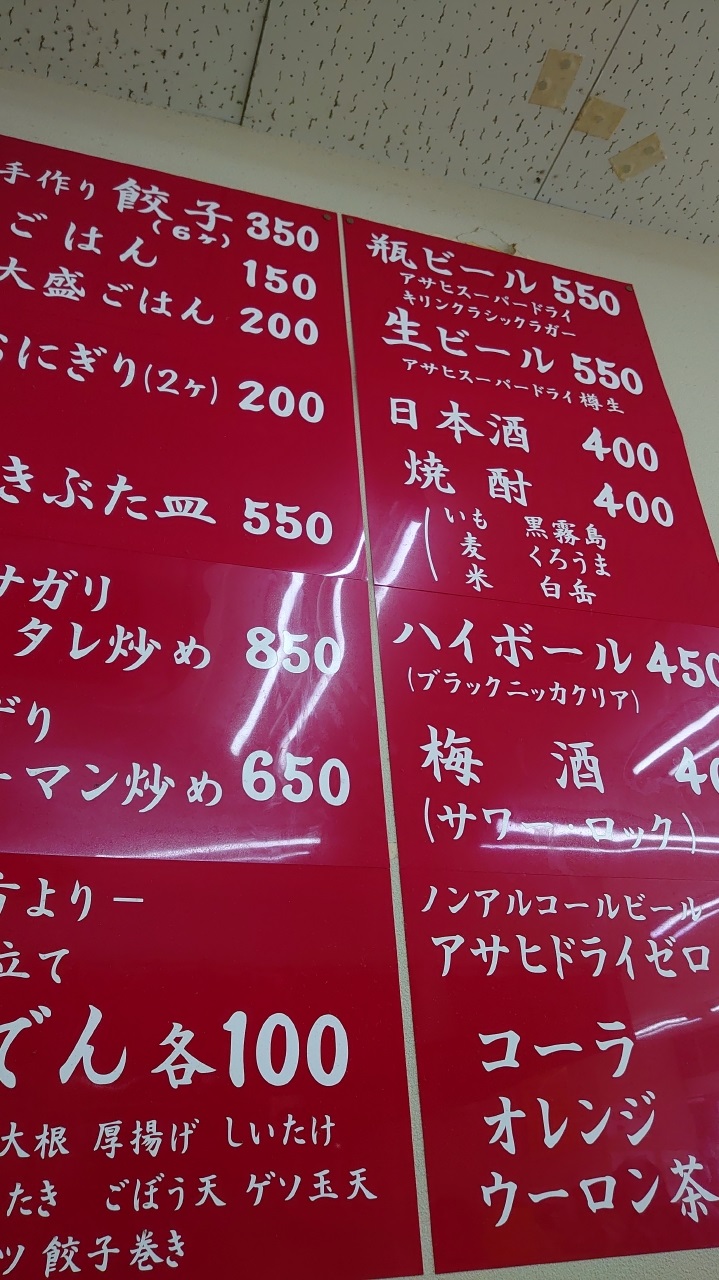 手作り 餃子 350
(6ヶ)
ごはん 150
大盛ごはん 200
おにぎり(2ヶ) 200
きぶた皿 550
サガリ
タレ炒め 850
ーマン炒め 650
方より ー
立て
でん 各100
大根 厚揚げ しいたけ
たき ごぼう天 ゲソ玉天
ツ 餃子巻き
瓶ビール 550
アサヒスーパードライ
キリンクラシックラガー
生ビール 550
アサヒスーパードライ 樽生
日本酒 400
焼酎 400
(いも 黒霧島
麦 くろうま
米 白岳
ハイボール 450
(ブラックニッカクリア)
梅酒 40
(サワー・ロック)
ノンアルコールビール
アサヒドライゼロ
コーラ
オレンジ
ウーロン茶